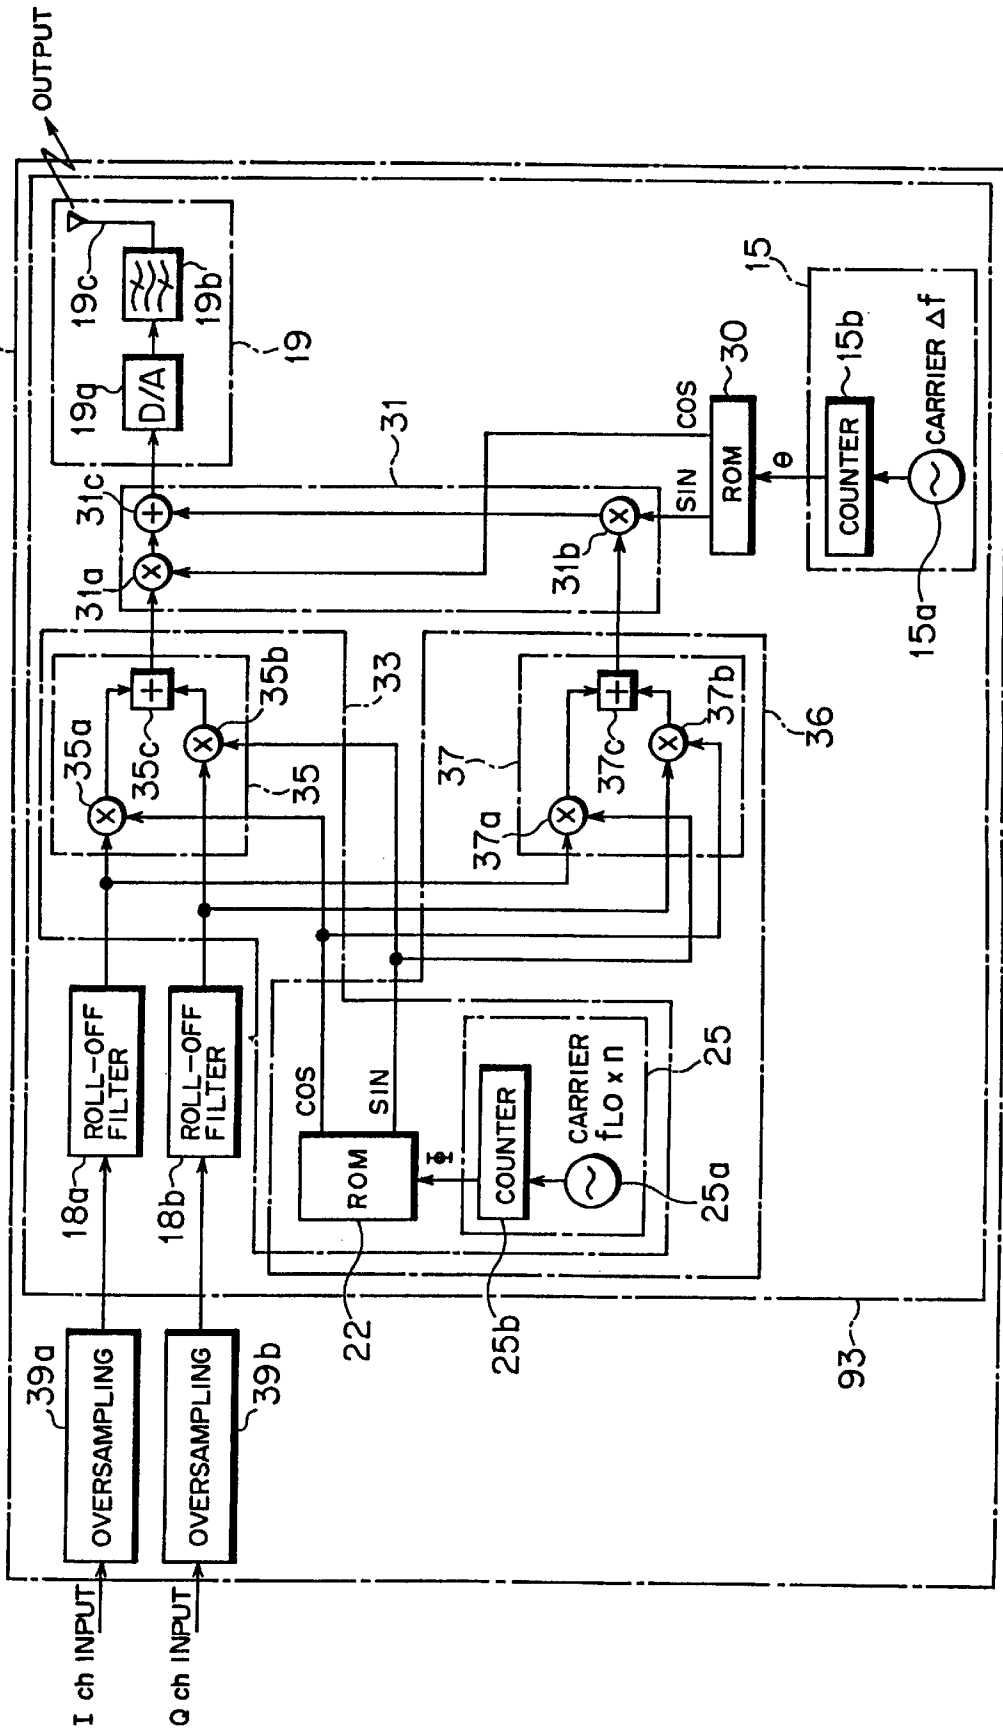 I ch INPUT
Q ch INPUT
39a
OVERSAMPLING
OVERSAMPLING
39b
18a
ROLL-OFF
FILTER
18b
ROLL-OFF
FILTER
COS
SIN
ROM
22
Φ
COUNTER
25b
CARRIER
fLO x n
25a
25
35a
35c
35b
35
33
37
37a
37c
37b
36
31a
31c
31b
31
SIN
COS
ROM
30
θ
COUNTER
15b
CARRIER Δf
15a
15
19a
D/A
19c
19b
19
OUTPUT
93